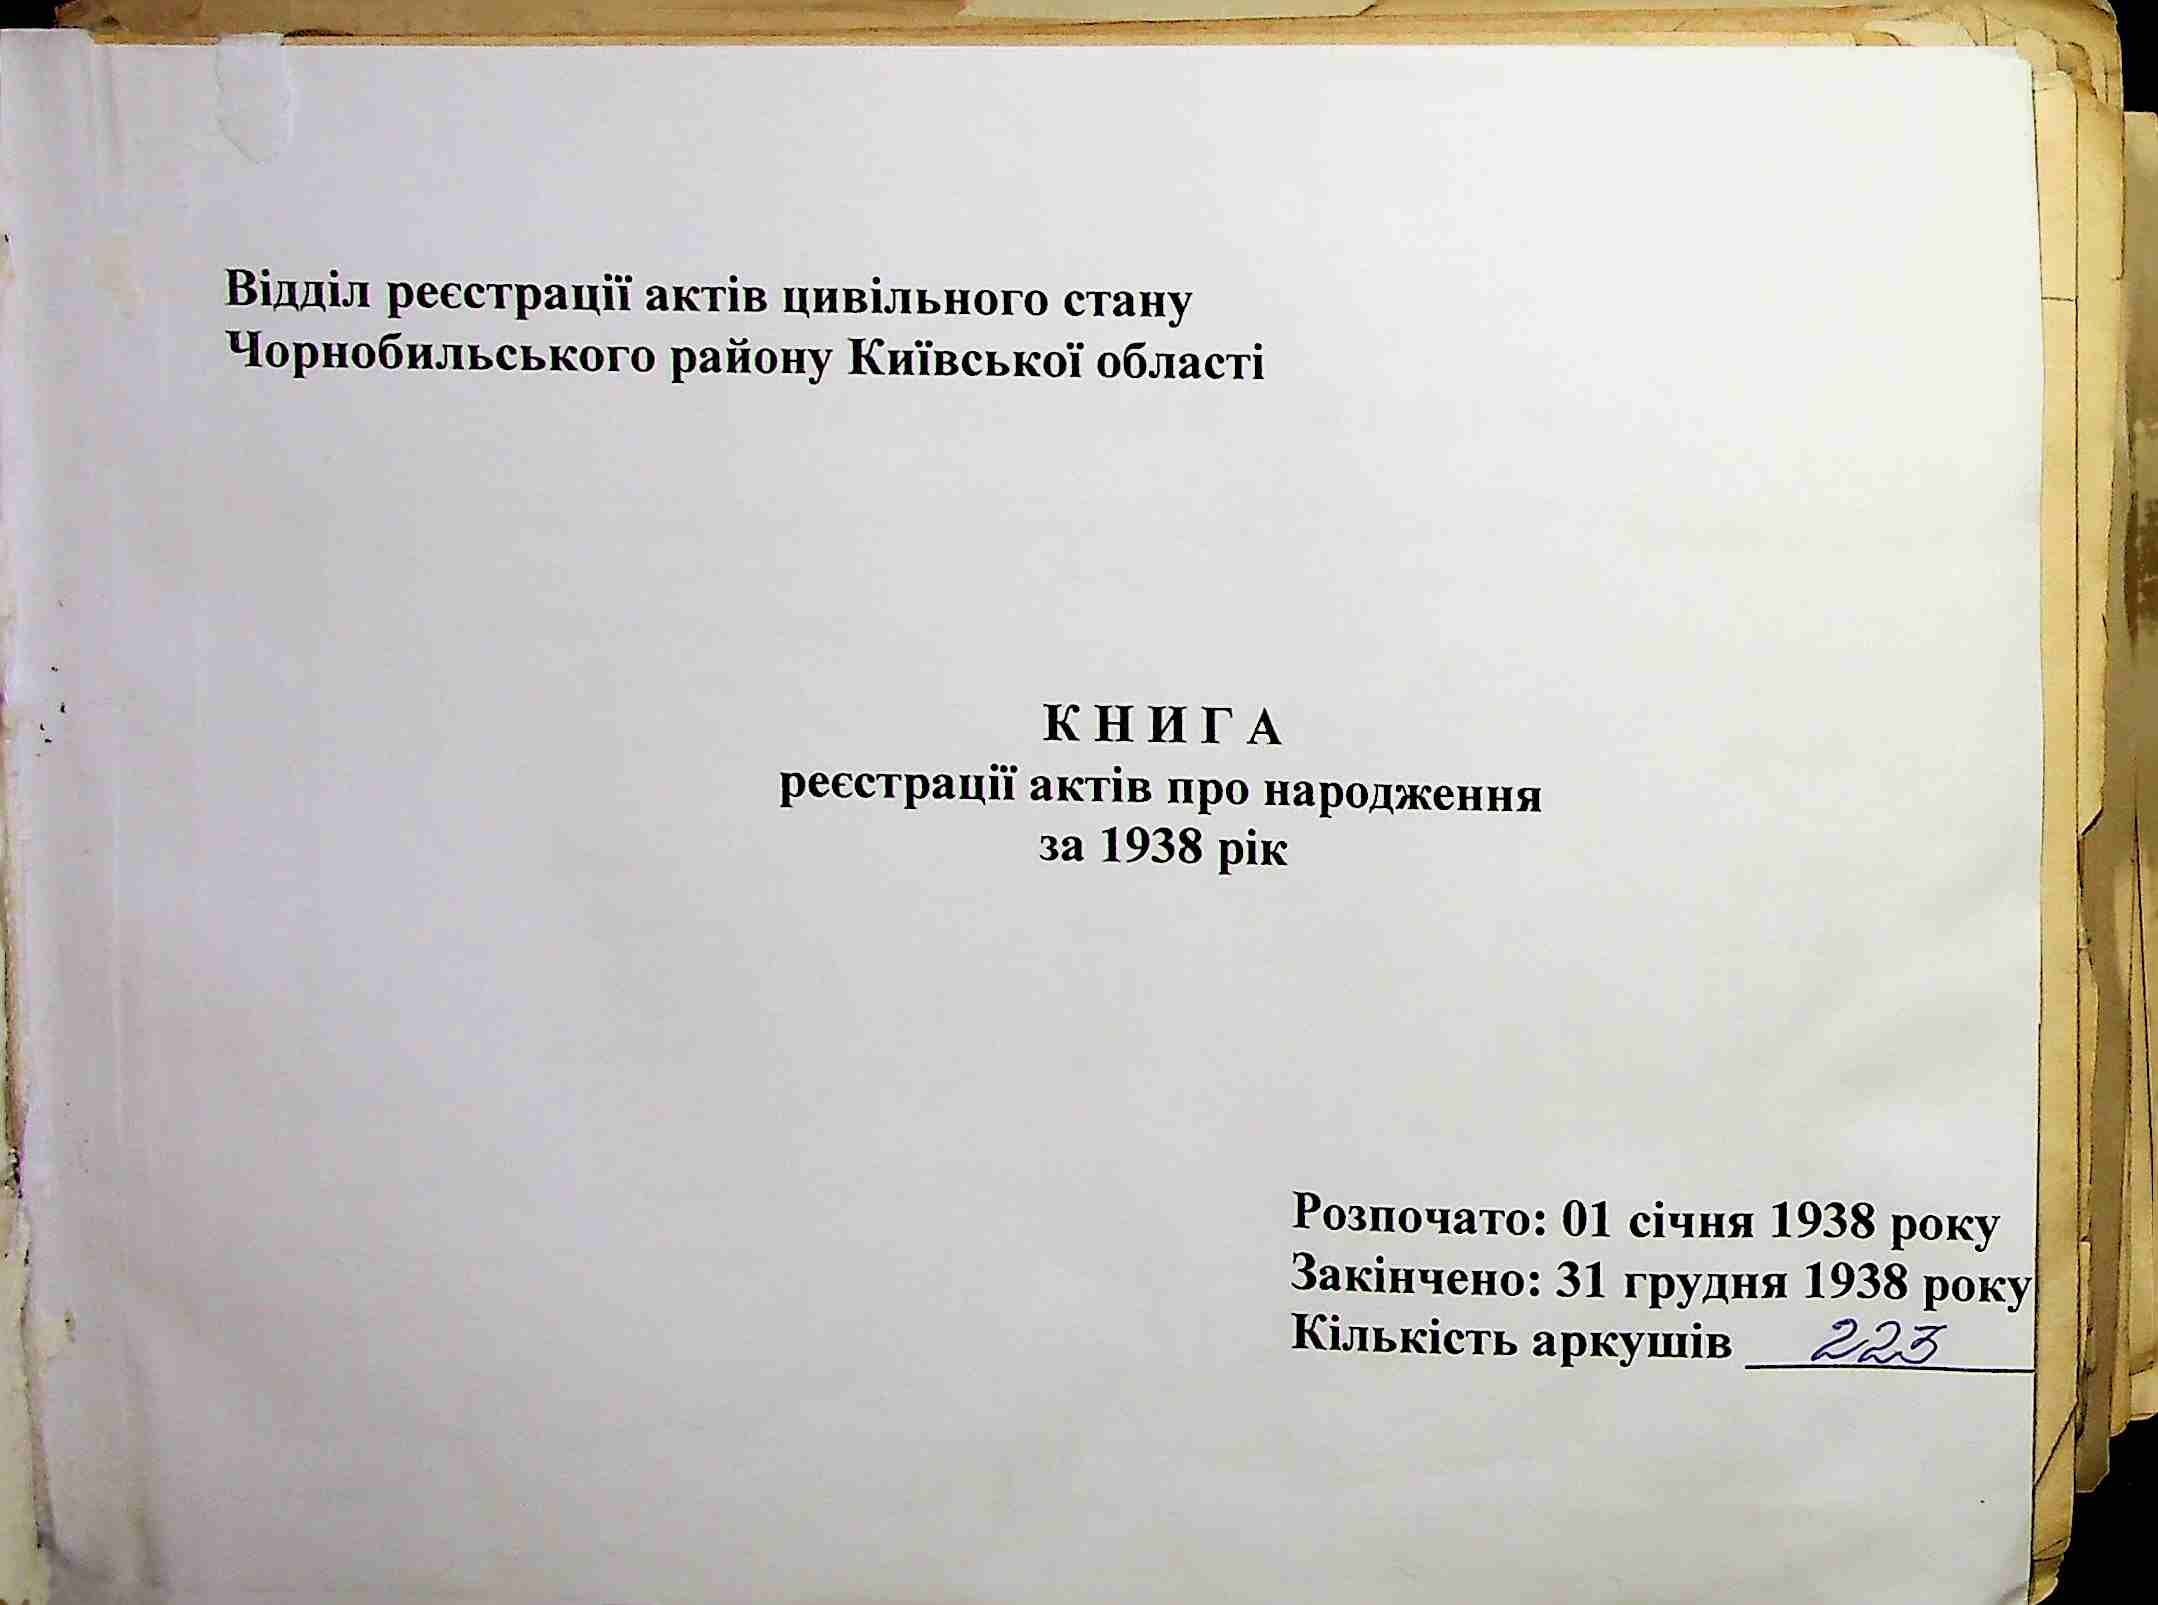 Відділ реєстрації актів цивільного стану
Чорнобильського району Київської області
К Н И Г А
реєстрації актів про народження
за 1938 рік
Розпочато: 01 січня 1938 року
Закінчено: 31 грудня 1938 року
Кількість аркушів 223